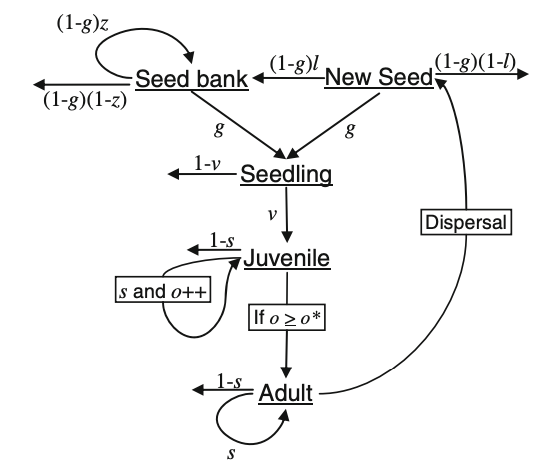 (1-g)z
Seed bank
(1-g)l
New Seed
(1-g)(1-l)
(1-g)(1-z)
g
g
1-v
Seedling
v
Dispersal
1-s
Juvenile
s and o++
If o ≥ o*
1-s
Adult
s